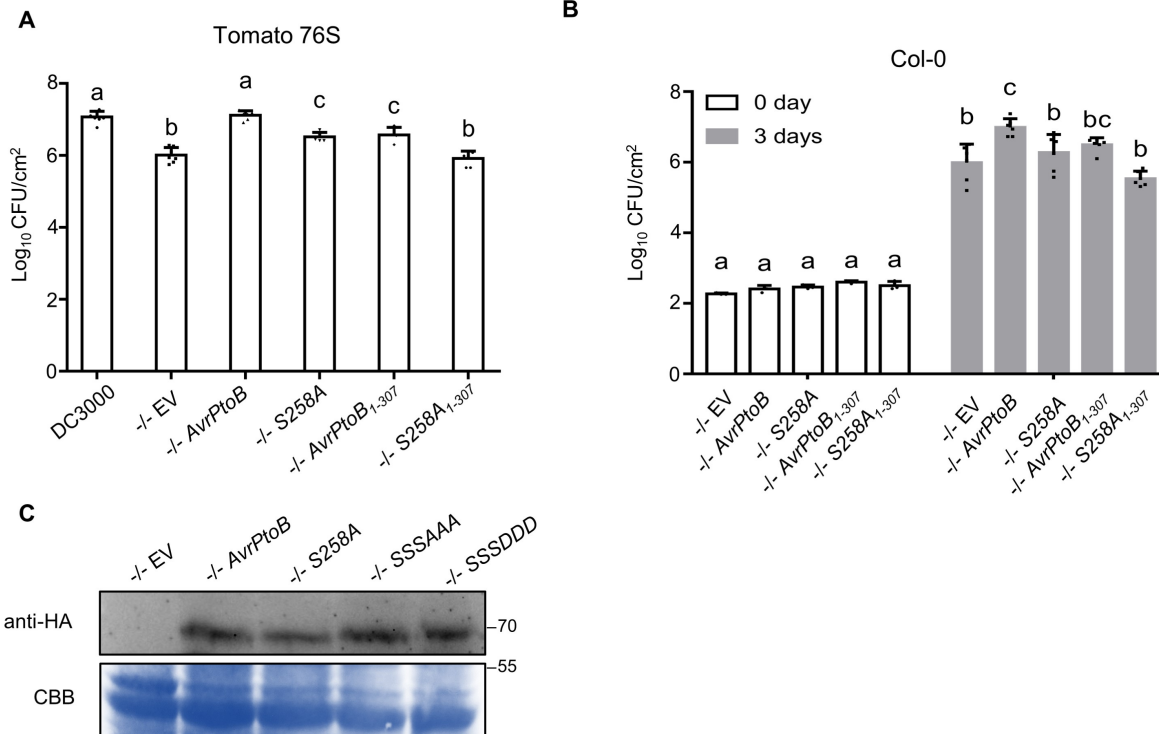 A
Tomato 76S
Log10 CFU/cm2
8
6
4
2
0
a
b
a
c
c
b
DC3000
-/- EV
-/- AvrPtoB
-/- S258A
-/- AvrPtoB1-307
-/- S258A1-307
B
Col-0
0 day
3 days
Log10 CFU/cm2
8
6
4
2
0
a
a
a
a
a
b
c
b
bc
b
-/- EV
-/- AvrPtoB
-/- S258A
-/- AvrPtoB1-307
-/- S258A1-307
-/- EV
-/- AvrPtoB
-/- S258A
-/- AvrPtoB1-307
-/- S258A1-307
C
-/- EV
-/- AvrPtoB
-/- S258A
-/- SSSAAA
-/- SSSDDD
anti-HA
–70
–55
CBB